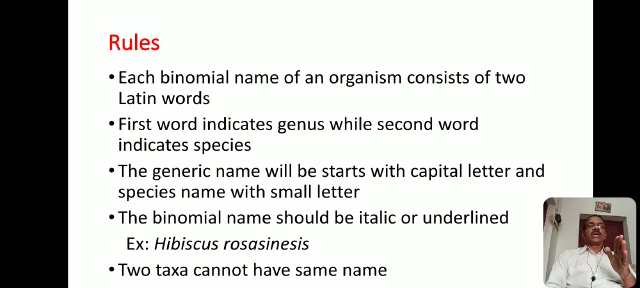 Rules
• Each binomial name of an organism consists of two
Latin words
• First word indicates genus while second word
indicates species
• The generic name will be starts with capital letter and
species name with small letter
• The binomial name should be italic or underlined
Ex: Hibiscus rosasinesis
• Two taxa cannot have same name